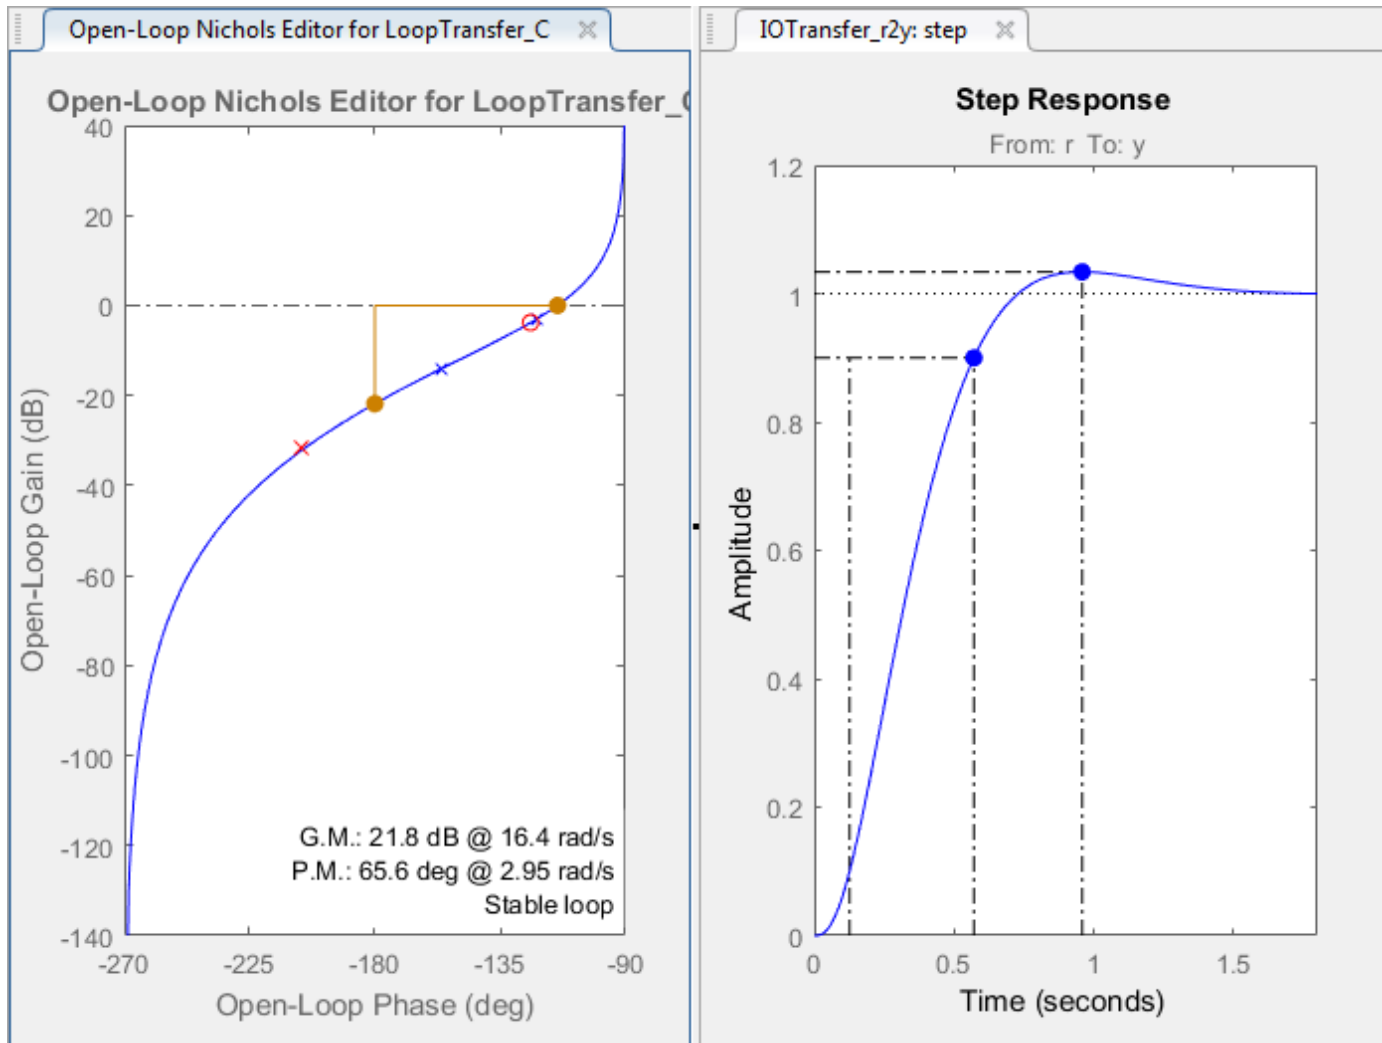 Open-Loop Nichols Editor for LoopTransfer_C
Open-Loop Nichols Editor for LoopTransfer_C
40
20
0
-20
-40
-60
-80
-100
-120
-140
-270
-225
-180
-135
-90
Open-Loop Gain (dB)
Open-Loop Phase (deg)
G.M.: 21.8 dB @ 16.4 rad/s
P.M.: 65.6 deg @ 2.95 rad/s
Stable loop
IOTransfer_r2y: step
Step Response
From: r To: y
1.2
1
0.8
0.6
0.4
0.2
0
0
0.5
1
1.5
Amplitude
Time (seconds)